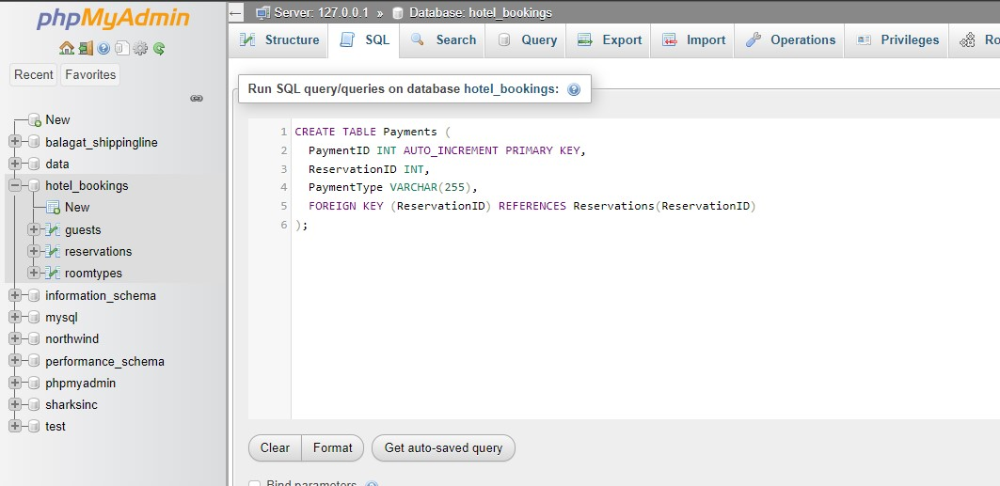 phpMyAdmin
Recent Favorites
New
balagat_shippingline
data
hotel_bookings
New
guests
reservations
roomtypes
information_schema
mysql
northwind
performance_schema
phpmyadmin
sharksinc
test
← Server: 127.0.0.1 » Database: hotel_bookings
Structure SQL Search Query Export Import Operations Privileges Ro
Run SQL query/queries on database hotel_bookings:
1 CREATE TABLE Payments (
2 PaymentID INT AUTO_INCREMENT PRIMARY KEY,
3 ReservationID INT,
4 PaymentType VARCHAR(255),
5 FOREIGN KEY (ReservationID) REFERENCES Reservations(ReservationID)
6 );
Clear Format Get auto-saved query
Bind parameters